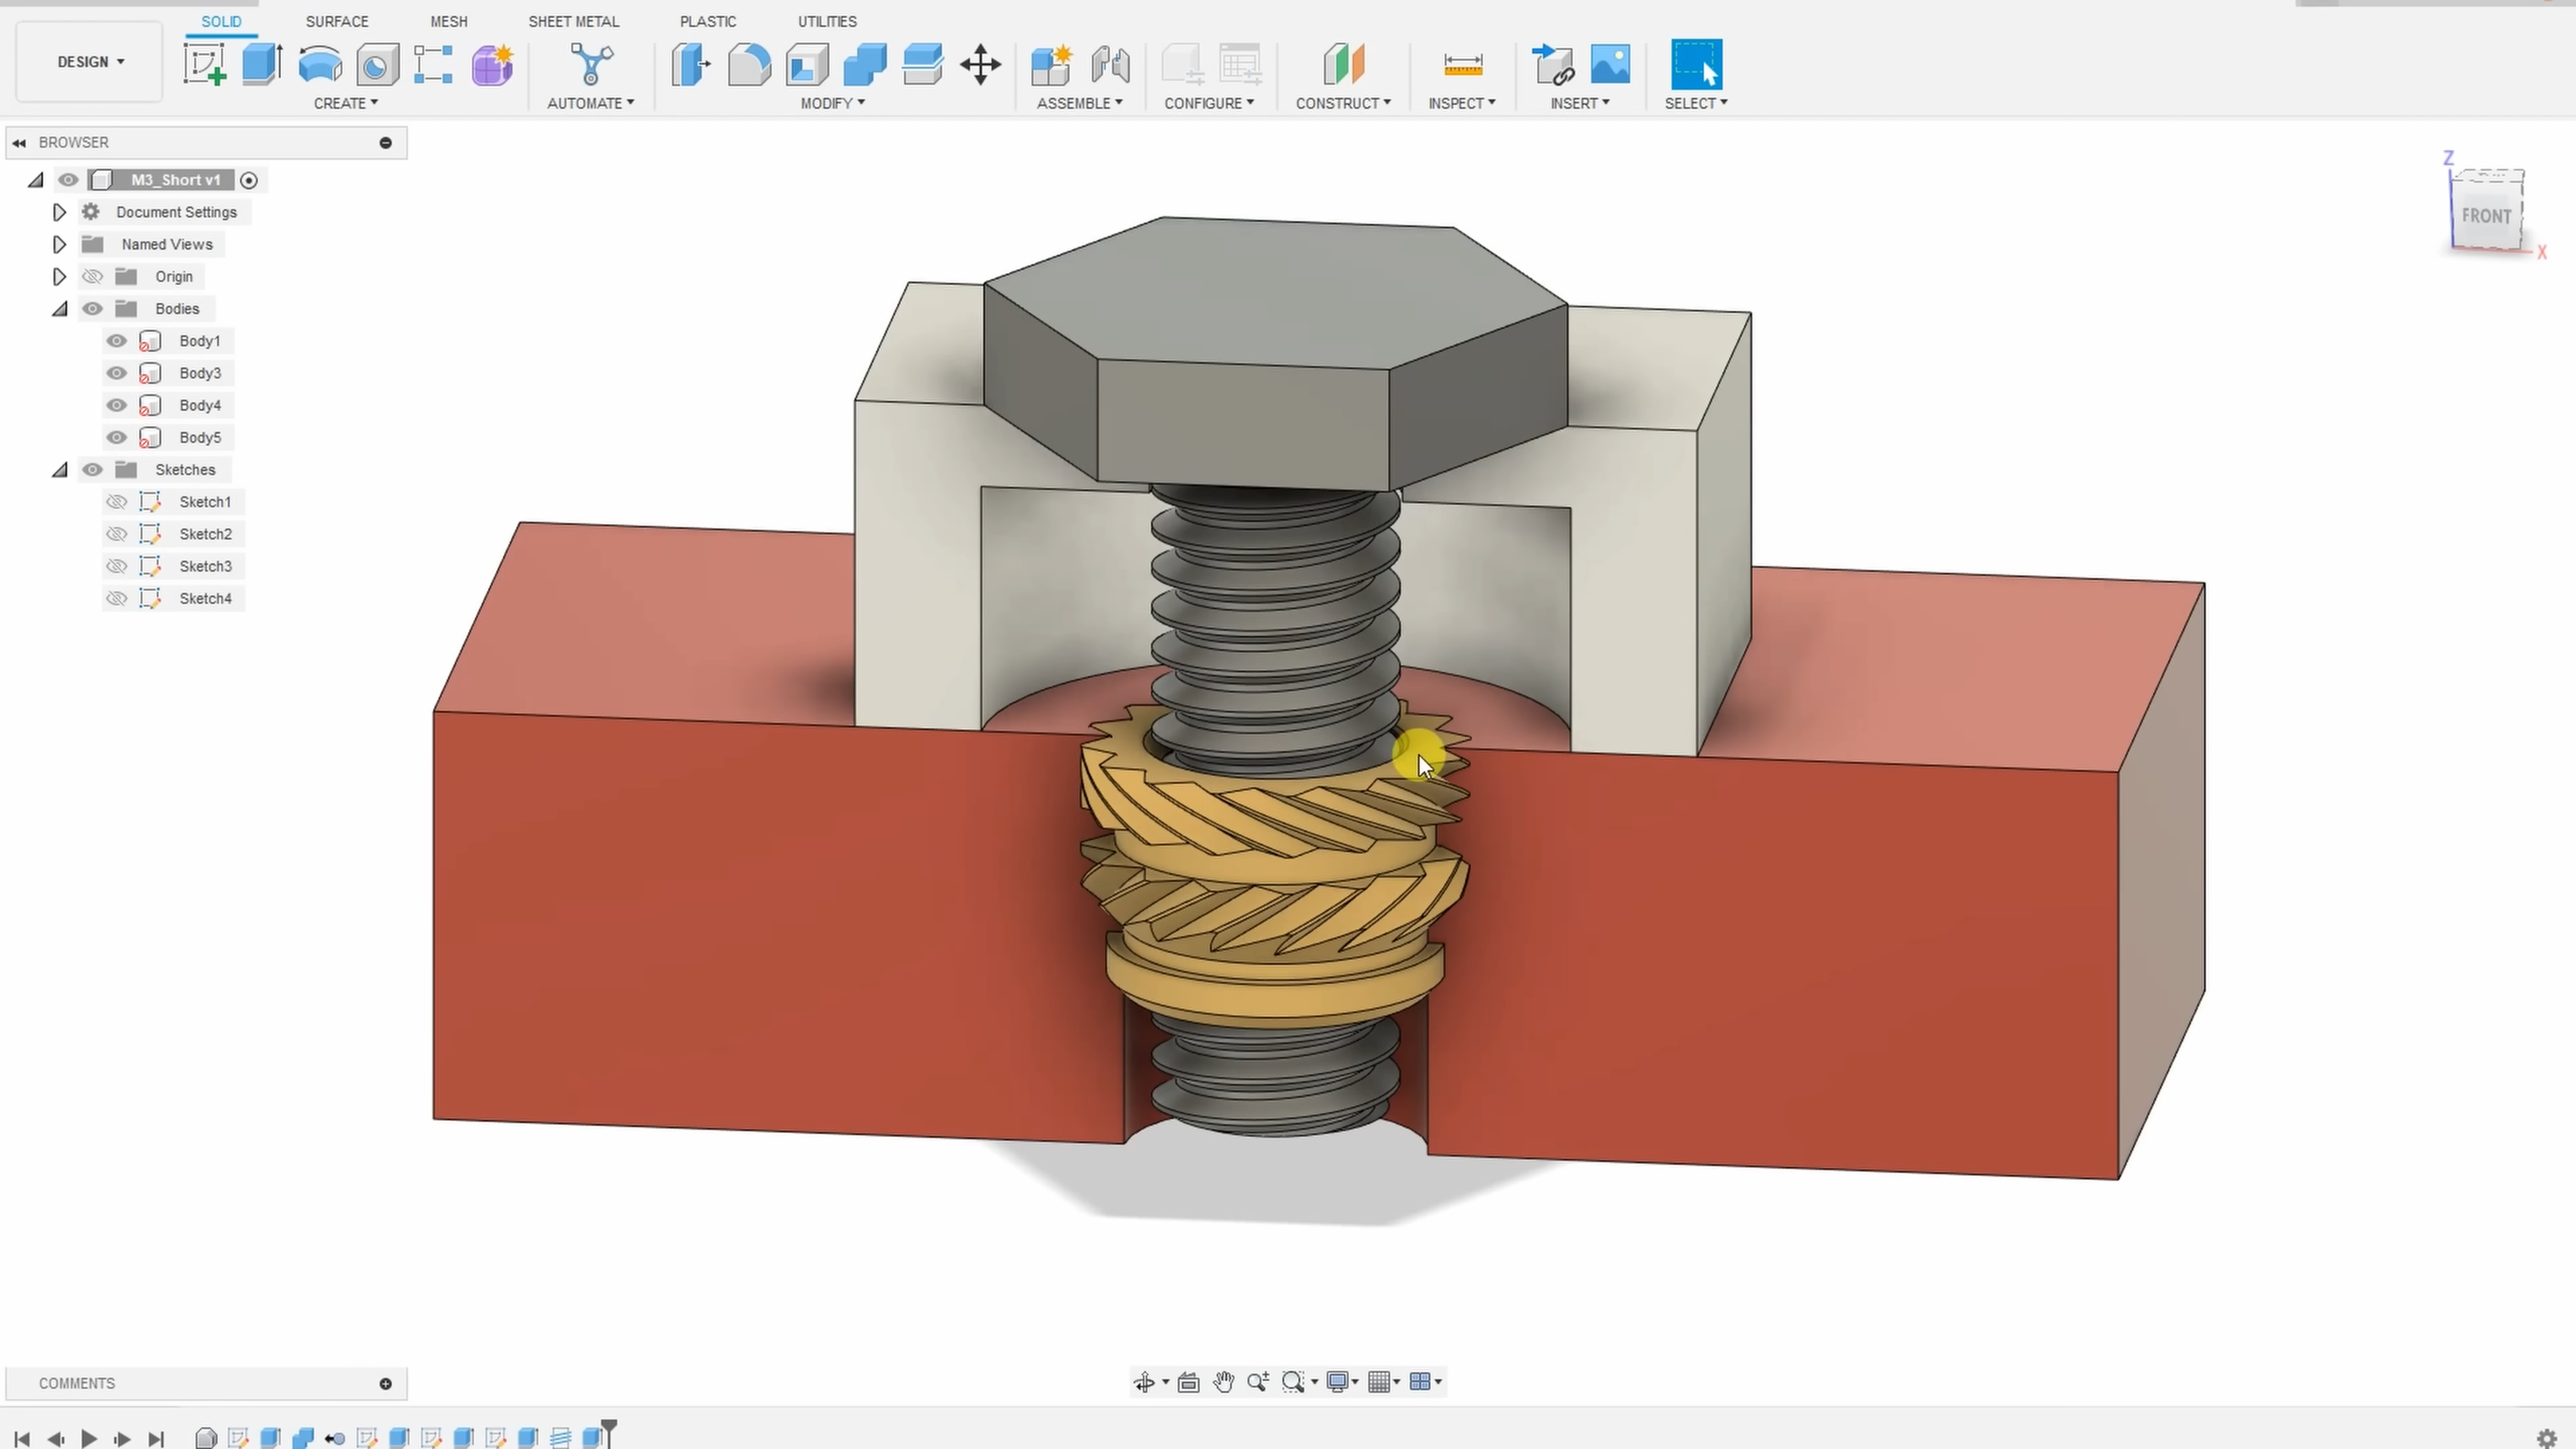 SOLID SURFACE MESH SHEET METAL PLASTIC UTILITIES
DESIGN
CREATE AUTOMATE MODIFY ASSEMBLE CONFIGURE CONSTRUCT INSPECT INSERT SELECT
BROWSER
M3_Short v1
Document Settings
Named Views
Origin
Bodies
Body1
Body3
Body4
Body5
Sketches
Sketch1
Sketch2
Sketch3
Sketch4
Z
FRONT
X
COMMENTS